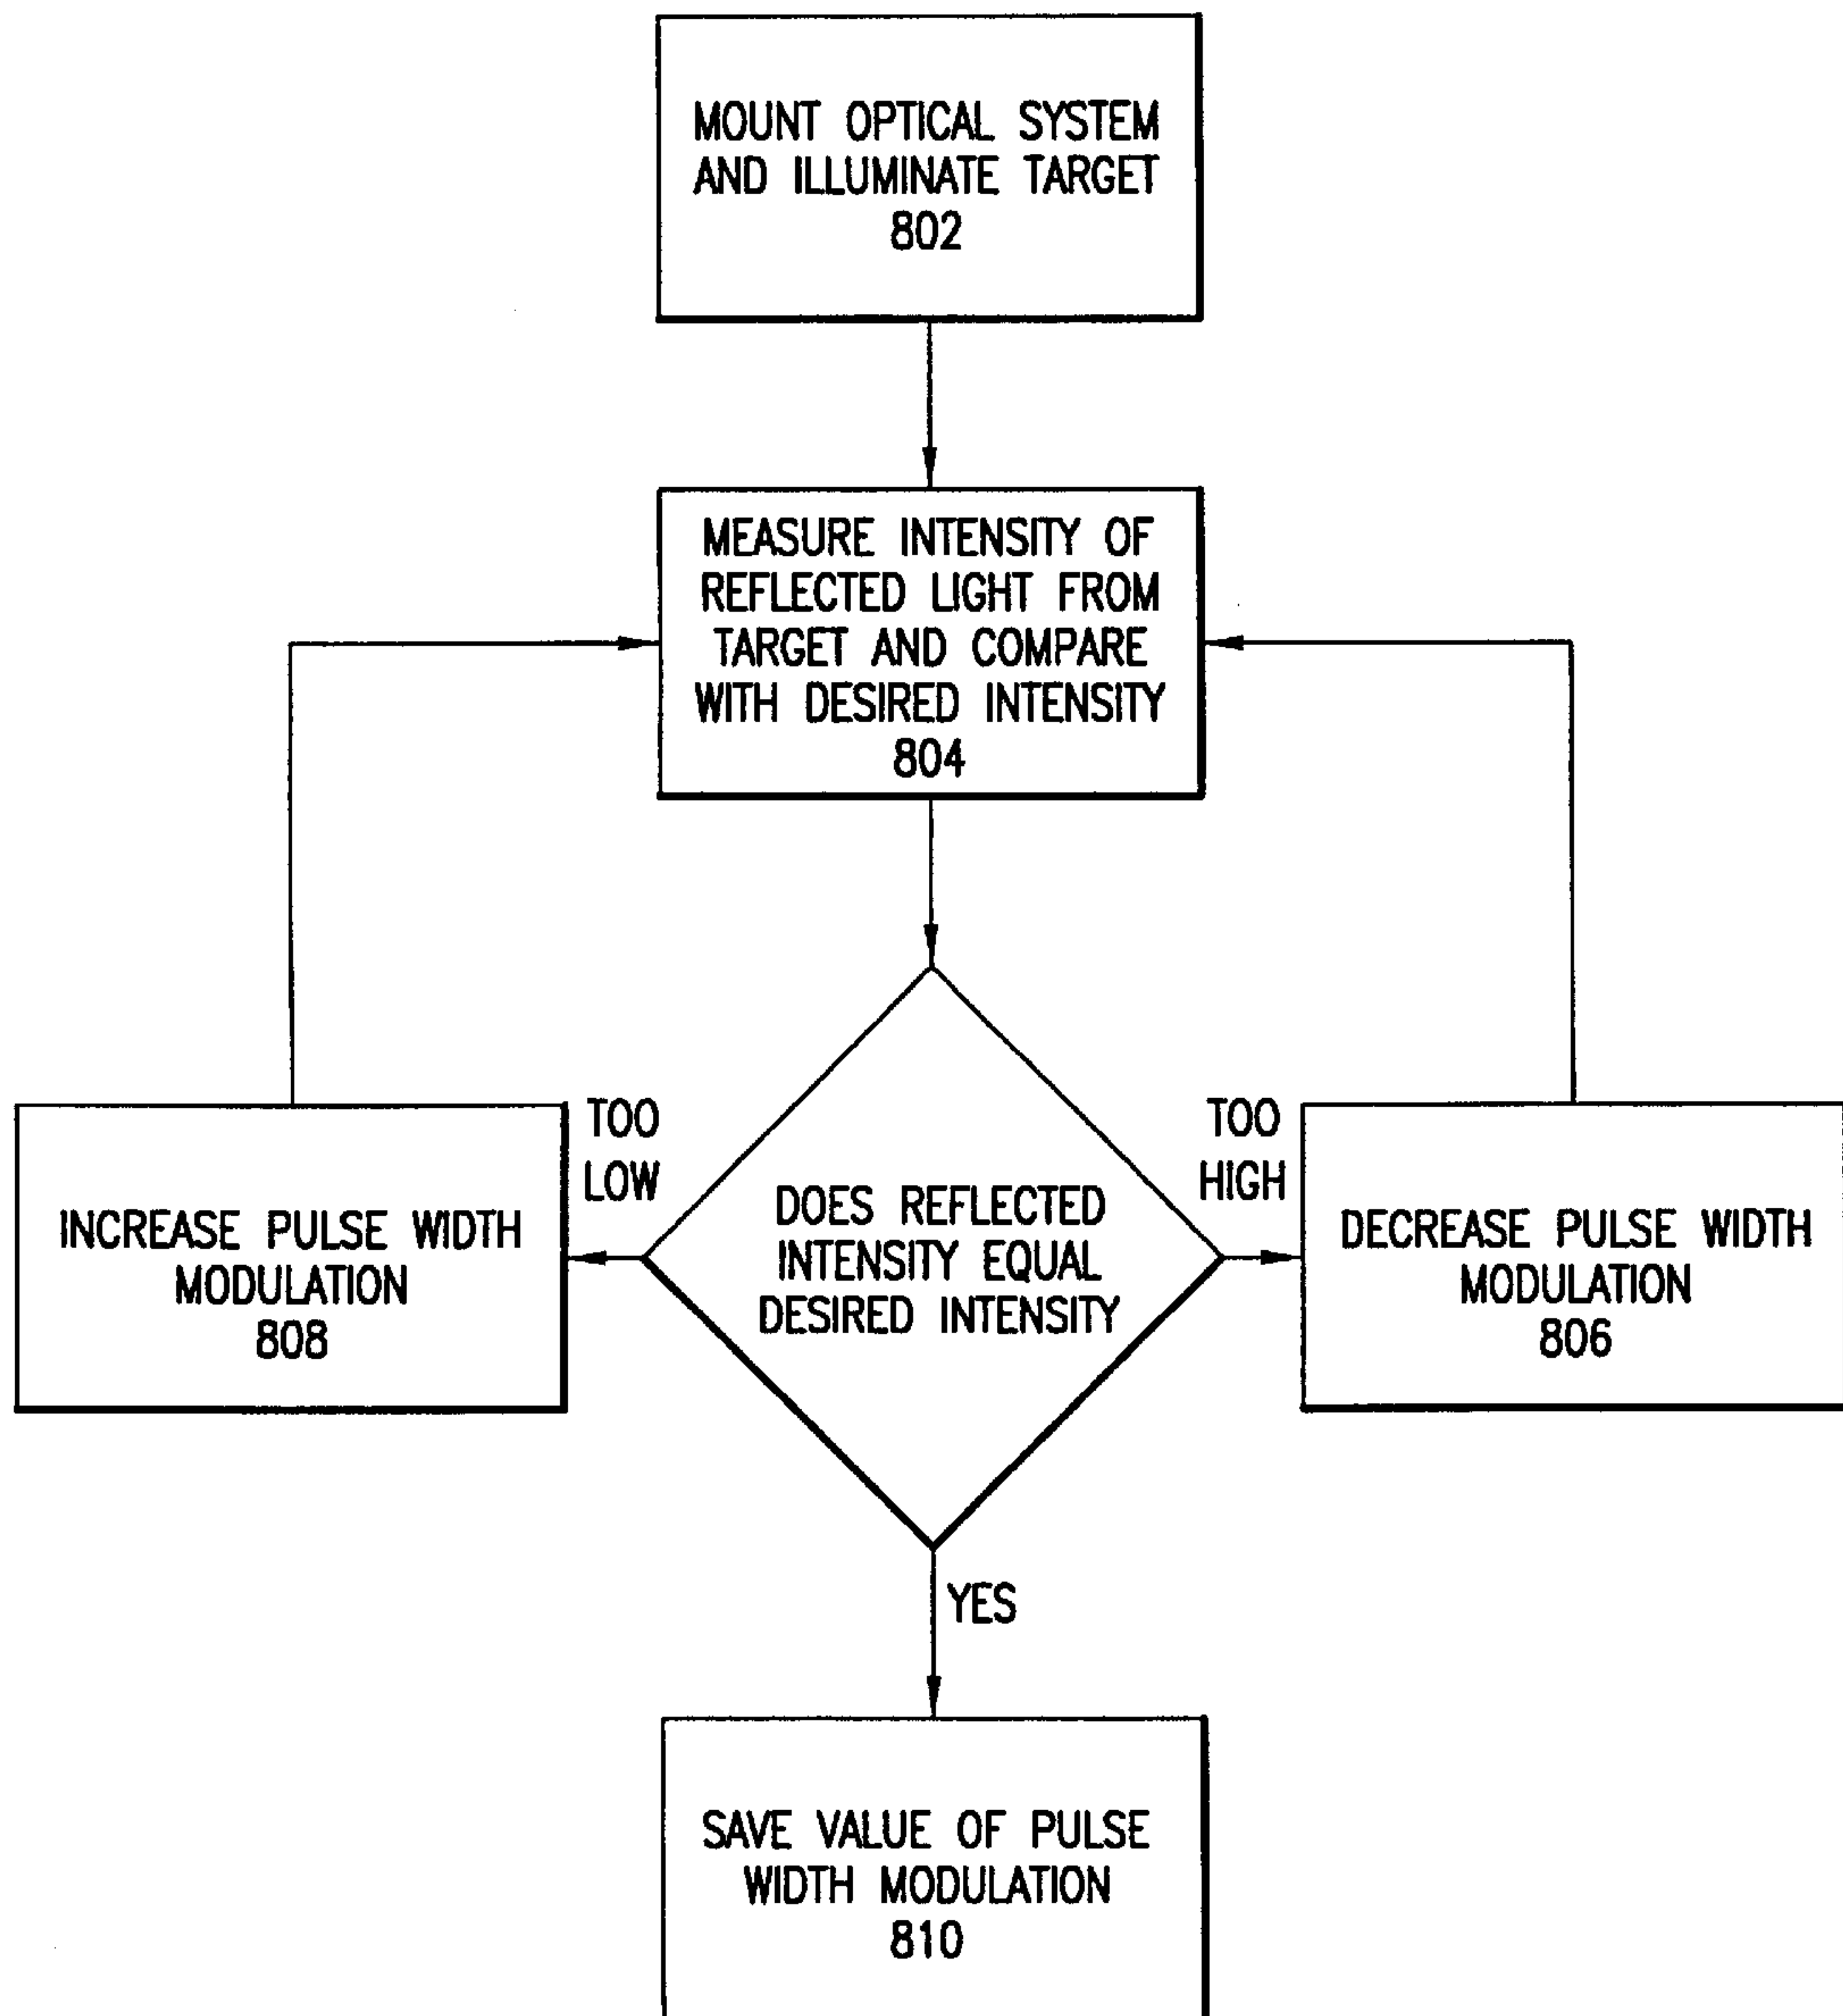 MOUNT OPTICAL SYSTEM
AND ILLUMINATE TARGET
802
MEASURE INTENSITY OF
REFLECTED LIGHT FROM
TARGET AND COMPARE
WITH DESIRED INTENSITY
804
TOO
LOW
TOO
HIGH
INCREASE PULSE WIDTH
MODULATION
808
DOES REFLECTED
INTENSITY EQUAL
DESIRED INTENSITY
DECREASE PULSE WIDTH
MODULATION
806
YES
SAVE VALUE OF PULSE
WIDTH MODULATION
810